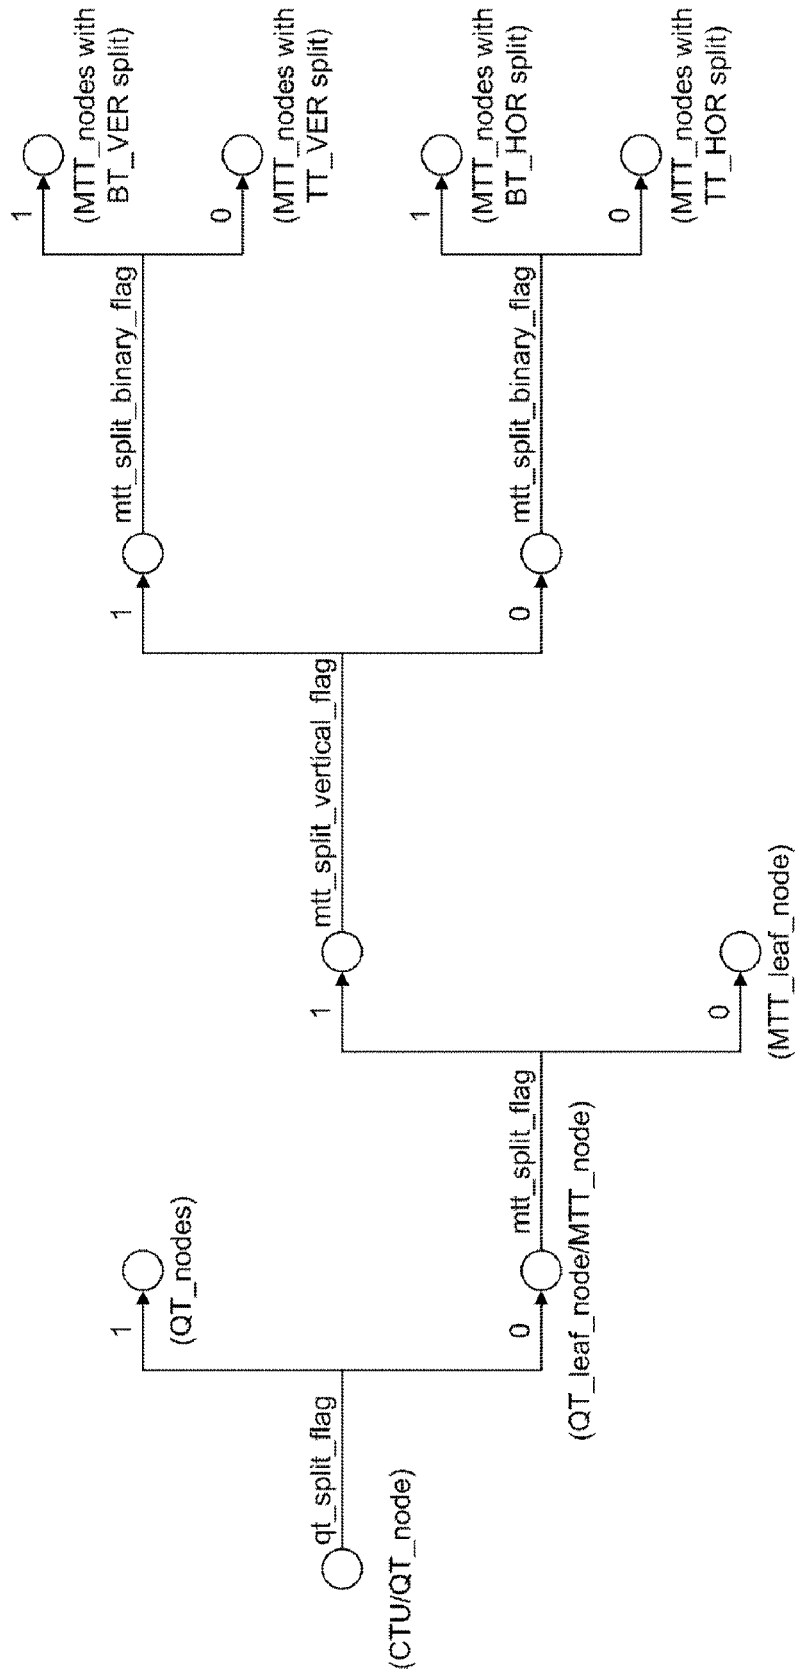 (CTU/QT_node)
qt_split_flag
1
(QT_nodes)
0
(QT_leaf_node/MTT_node)
mtt_split_flag
1
0
(MTT_leaf_node)
mtt_split_vertical_flag
1
0
mtt_split_binary_flag
1
(MTT_nodes with
BT_VER split)
0
(MTT_nodes with
TT_VER split)
mtt_split_binary_flag
1
(MTT_nodes with
BT_HOR split)
0
(MTT_nodes with
TT_HOR split)